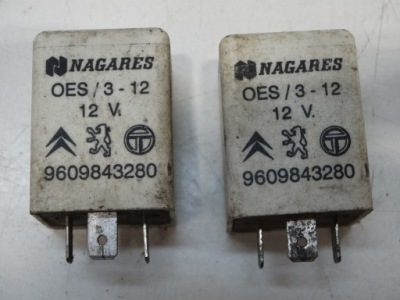 NAGARES
OES / 3 - 12
12 V.
9609843280
NAGARES
OES / 3 - 12
12 V.
9609843280